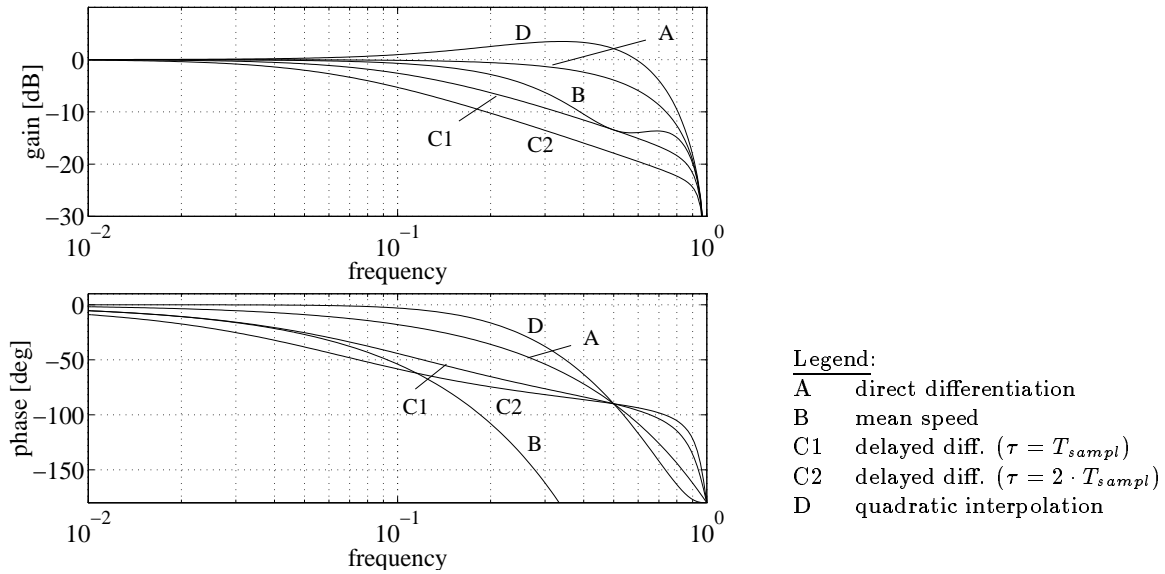 D
A
0
−10
−20
−30
gain [dB]
B
C1
C2
10^−2
10^−1
10^0
frequency
0
−50
−100
−150
phase [deg]
D
A
C1
C2
B
10^−2
10^−1
10^0
frequency
Legend:
A direct differentiation
B mean speed
C1 delayed diff. (τ = T_sampl)
C2 delayed diff. (τ = 2 · T_sampl)
D quadratic interpolation